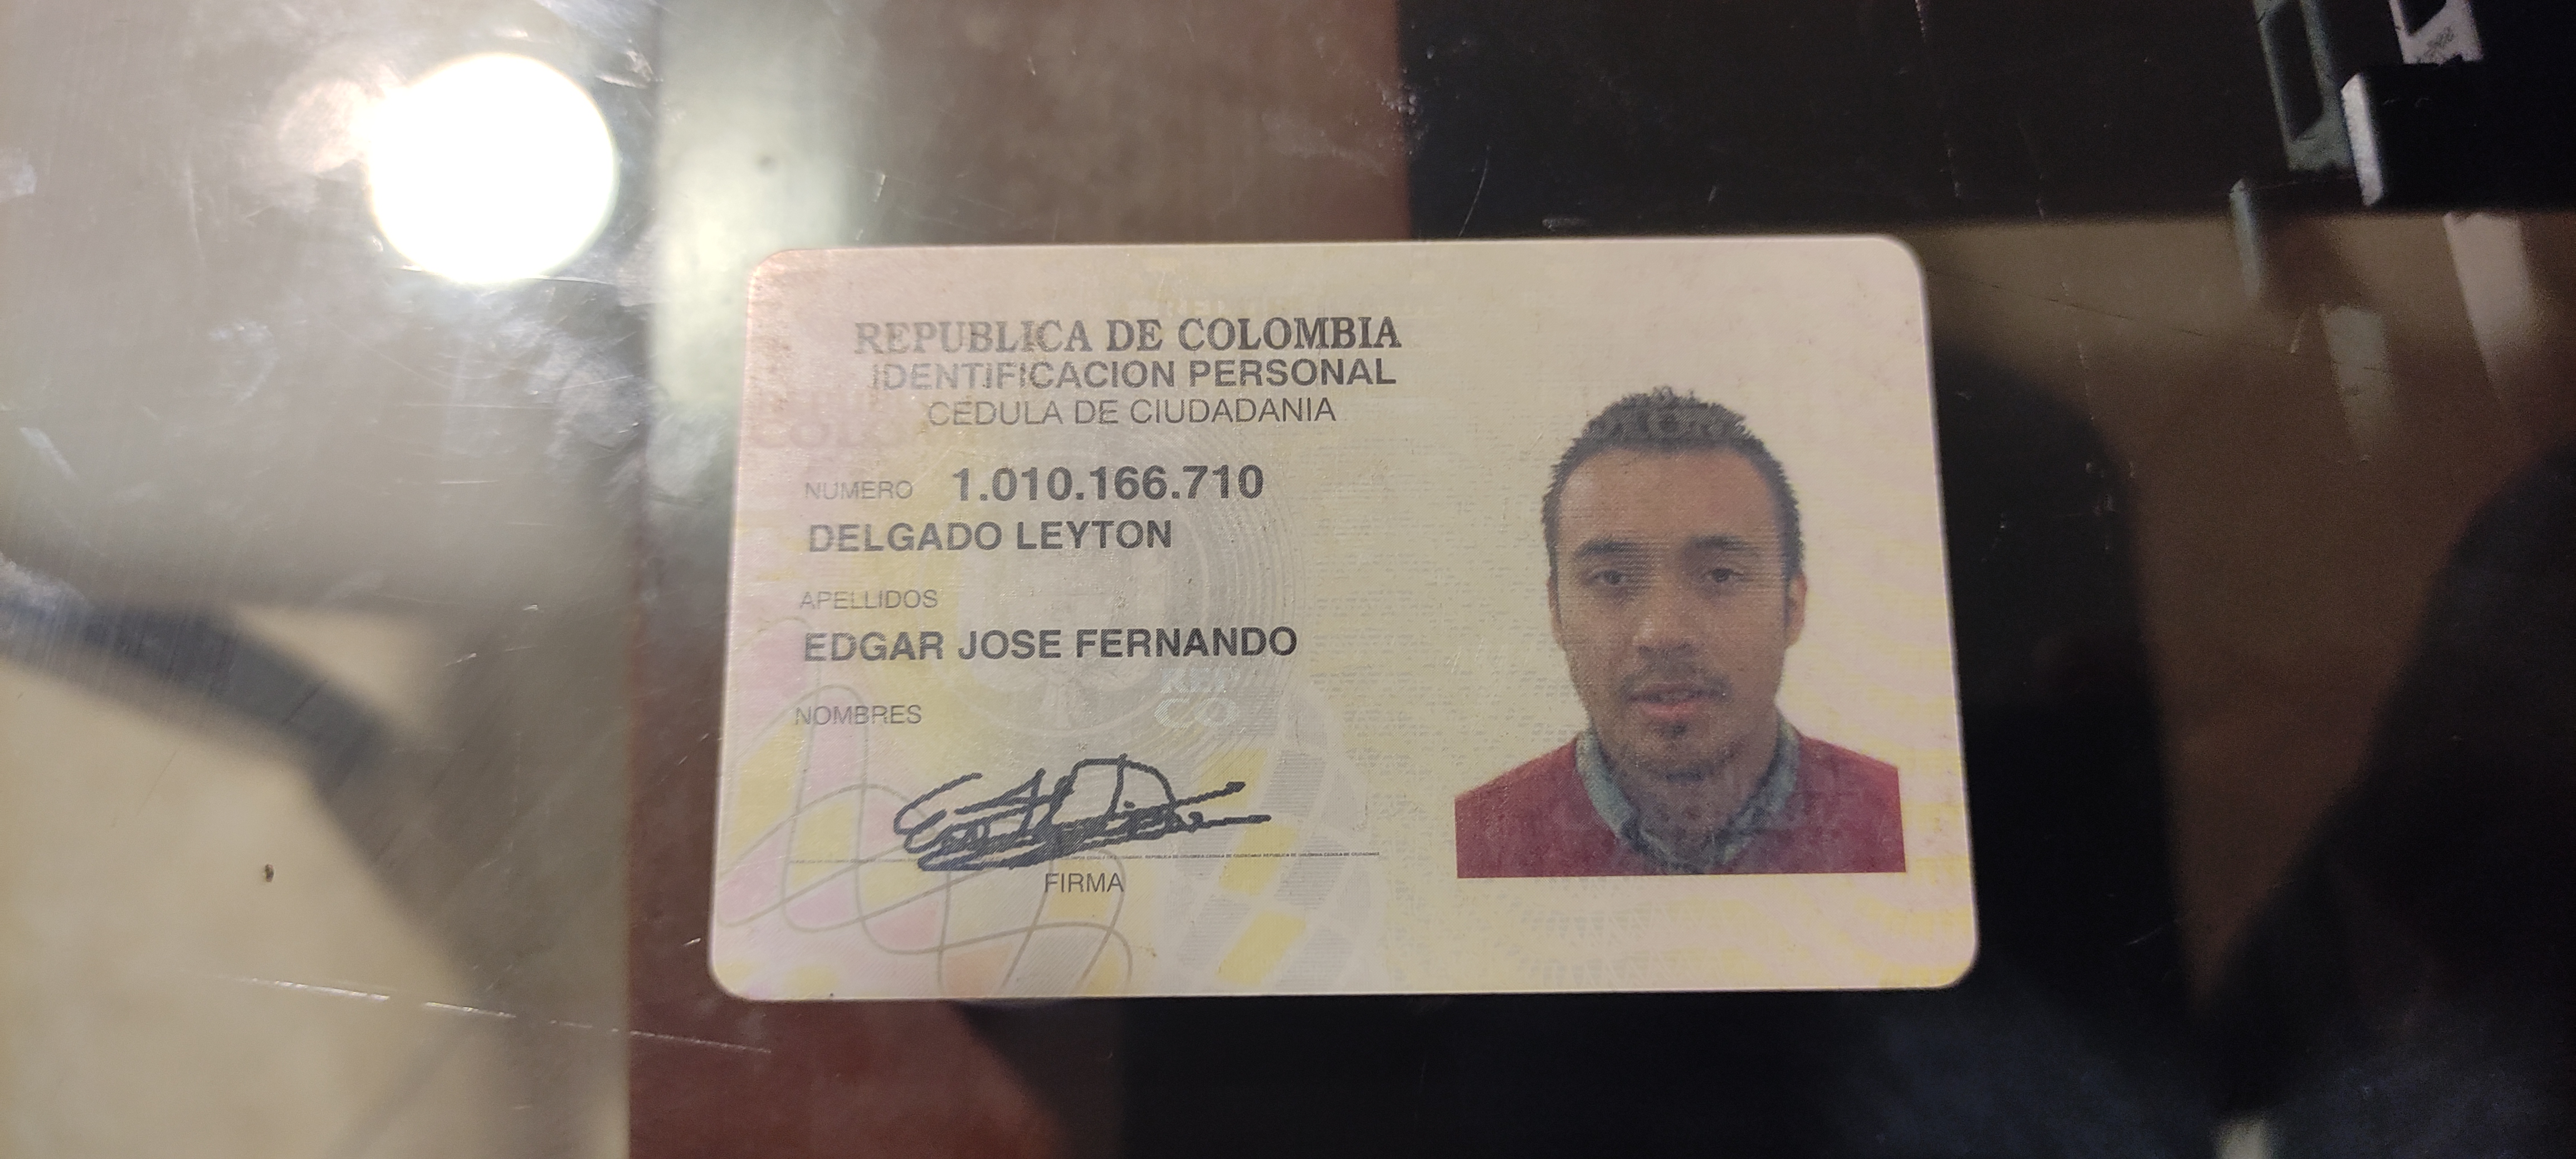 REPUBLICA DE COLOMBIA
IDENTIFICACION PERSONAL
CEDULA DE CIUDADANIA
NUMERO 1.010.166.710
DELGADO LEYTON
APELLIDOS
EDGAR JOSE FERNANDO
NOMBRES
FIRMA